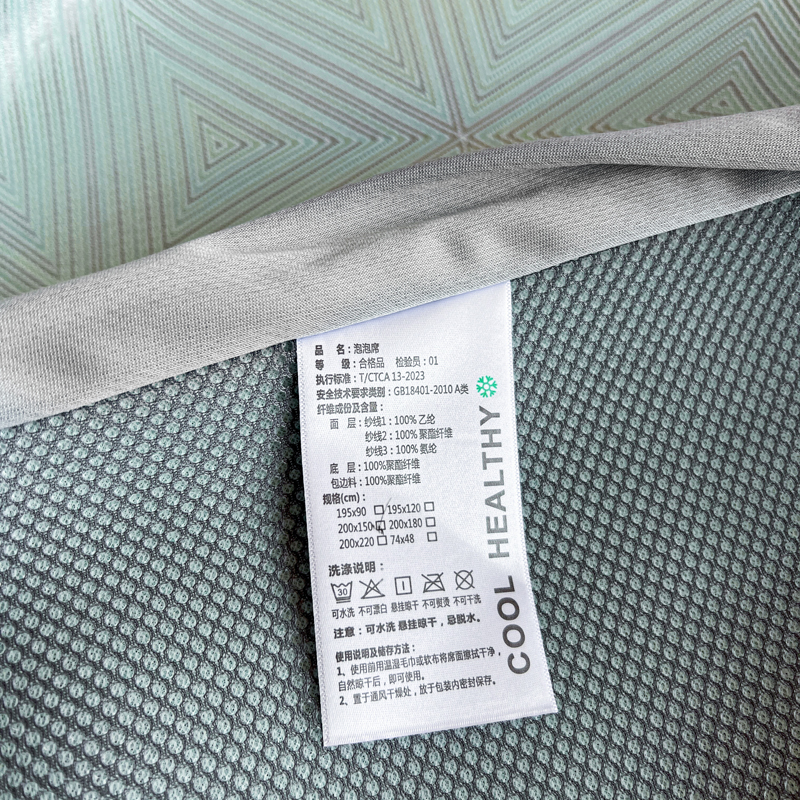 品 名：泡泡席
等 级：合格品 检验员：01
执行标准：T/CTCA 13-2023
安全技术要求类别：GB18401-2010 A类
纤维成份及含量：
面 层：纱线1：100% 乙纶
纱线2：100% 聚酯纤维
纱线3：100% 氨纶
底 层：100%聚酯纤维
包边料：100%聚酯纤维
规格(cm)：
195x90 195x120
200x150 200x180
200x220 74x48
洗涤说明：
30
可水洗 不可漂白 悬挂晾干 不可熨烫 不可干洗
注意：可水洗 悬挂晾干，忌脱水。
使用说明及储存方法：
1、使用前用温湿毛巾或软布将席面擦拭干净，
自然晾干后，即可使用。
2、置于通风干燥处，放于包装内密封保存。
COOL HEALTHY